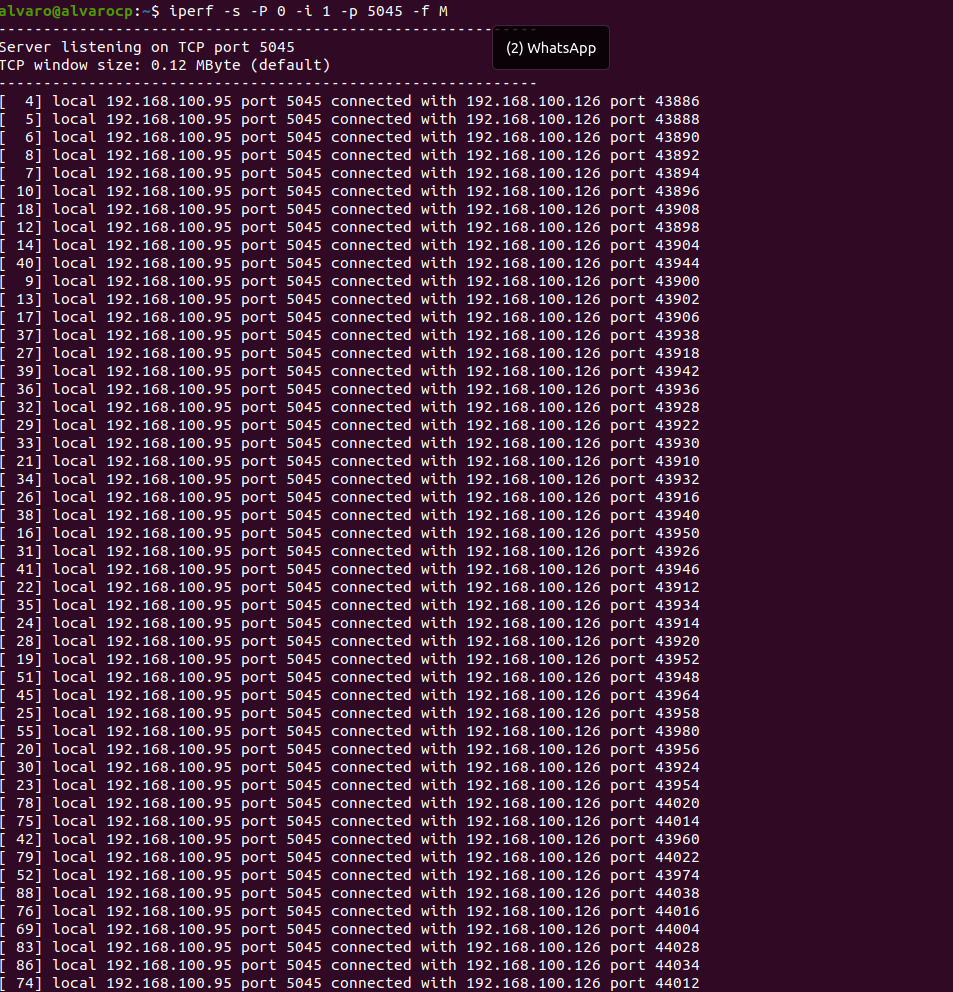 alvaro@alvarocp:~$ iperf -s -P 0 -i 1 -p 5045 -f M
------------------------------------------------------------
Server listening on TCP port 5045
(2) WhatsApp
TCP window size: 0.12 MByte (default)
------------------------------------------------------------
[  4] local 192.168.100.95 port 5045 connected with 192.168.100.126 port 43886
[  5] local 192.168.100.95 port 5045 connected with 192.168.100.126 port 43888
[  6] local 192.168.100.95 port 5045 connected with 192.168.100.126 port 43890
[  8] local 192.168.100.95 port 5045 connected with 192.168.100.126 port 43892
[  7] local 192.168.100.95 port 5045 connected with 192.168.100.126 port 43894
[ 10] local 192.168.100.95 port 5045 connected with 192.168.100.126 port 43896
[ 18] local 192.168.100.95 port 5045 connected with 192.168.100.126 port 43908
[ 12] local 192.168.100.95 port 5045 connected with 192.168.100.126 port 43898
[ 14] local 192.168.100.95 port 5045 connected with 192.168.100.126 port 43904
[ 40] local 192.168.100.95 port 5045 connected with 192.168.100.126 port 43944
[  9] local 192.168.100.95 port 5045 connected with 192.168.100.126 port 43900
[ 13] local 192.168.100.95 port 5045 connected with 192.168.100.126 port 43902
[ 17] local 192.168.100.95 port 5045 connected with 192.168.100.126 port 43906
[ 37] local 192.168.100.95 port 5045 connected with 192.168.100.126 port 43938
[ 27] local 192.168.100.95 port 5045 connected with 192.168.100.126 port 43918
[ 39] local 192.168.100.95 port 5045 connected with 192.168.100.126 port 43942
[ 36] local 192.168.100.95 port 5045 connected with 192.168.100.126 port 43936
[ 32] local 192.168.100.95 port 5045 connected with 192.168.100.126 port 43928
[ 29] local 192.168.100.95 port 5045 connected with 192.168.100.126 port 43922
[ 33] local 192.168.100.95 port 5045 connected with 192.168.100.126 port 43930
[ 21] local 192.168.100.95 port 5045 connected with 192.168.100.126 port 43910
[ 34] local 192.168.100.95 port 5045 connected with 192.168.100.126 port 43932
[ 26] local 192.168.100.95 port 5045 connected with 192.168.100.126 port 43916
[ 38] local 192.168.100.95 port 5045 connected with 192.168.100.126 port 43940
[ 16] local 192.168.100.95 port 5045 connected with 192.168.100.126 port 43950
[ 31] local 192.168.100.95 port 5045 connected with 192.168.100.126 port 43926
[ 41] local 192.168.100.95 port 5045 connected with 192.168.100.126 port 43946
[ 22] local 192.168.100.95 port 5045 connected with 192.168.100.126 port 43912
[ 35] local 192.168.100.95 port 5045 connected with 192.168.100.126 port 43934
[ 24] local 192.168.100.95 port 5045 connected with 192.168.100.126 port 43914
[ 28] local 192.168.100.95 port 5045 connected with 192.168.100.126 port 43920
[ 19] local 192.168.100.95 port 5045 connected with 192.168.100.126 port 43952
[ 51] local 192.168.100.95 port 5045 connected with 192.168.100.126 port 43948
[ 45] local 192.168.100.95 port 5045 connected with 192.168.100.126 port 43964
[ 25] local 192.168.100.95 port 5045 connected with 192.168.100.126 port 43958
[ 55] local 192.168.100.95 port 5045 connected with 192.168.100.126 port 43980
[ 20] local 192.168.100.95 port 5045 connected with 192.168.100.126 port 43956
[ 30] local 192.168.100.95 port 5045 connected with 192.168.100.126 port 43924
[ 23] local 192.168.100.95 port 5045 connected with 192.168.100.126 port 43954
[ 78] local 192.168.100.95 port 5045 connected with 192.168.100.126 port 44020
[ 75] local 192.168.100.95 port 5045 connected with 192.168.100.126 port 44014
[ 42] local 192.168.100.95 port 5045 connected with 192.168.100.126 port 43960
[ 79] local 192.168.100.95 port 5045 connected with 192.168.100.126 port 44022
[ 52] local 192.168.100.95 port 5045 connected with 192.168.100.126 port 43974
[ 88] local 192.168.100.95 port 5045 connected with 192.168.100.126 port 44038
[ 76] local 192.168.100.95 port 5045 connected with 192.168.100.126 port 44016
[ 69] local 192.168.100.95 port 5045 connected with 192.168.100.126 port 44004
[ 83] local 192.168.100.95 port 5045 connected with 192.168.100.126 port 44028
[ 86] local 192.168.100.95 port 5045 connected with 192.168.100.126 port 44034
[ 74] local 192.168.100.95 port 5045 connected with 192.168.100.126 port 44012